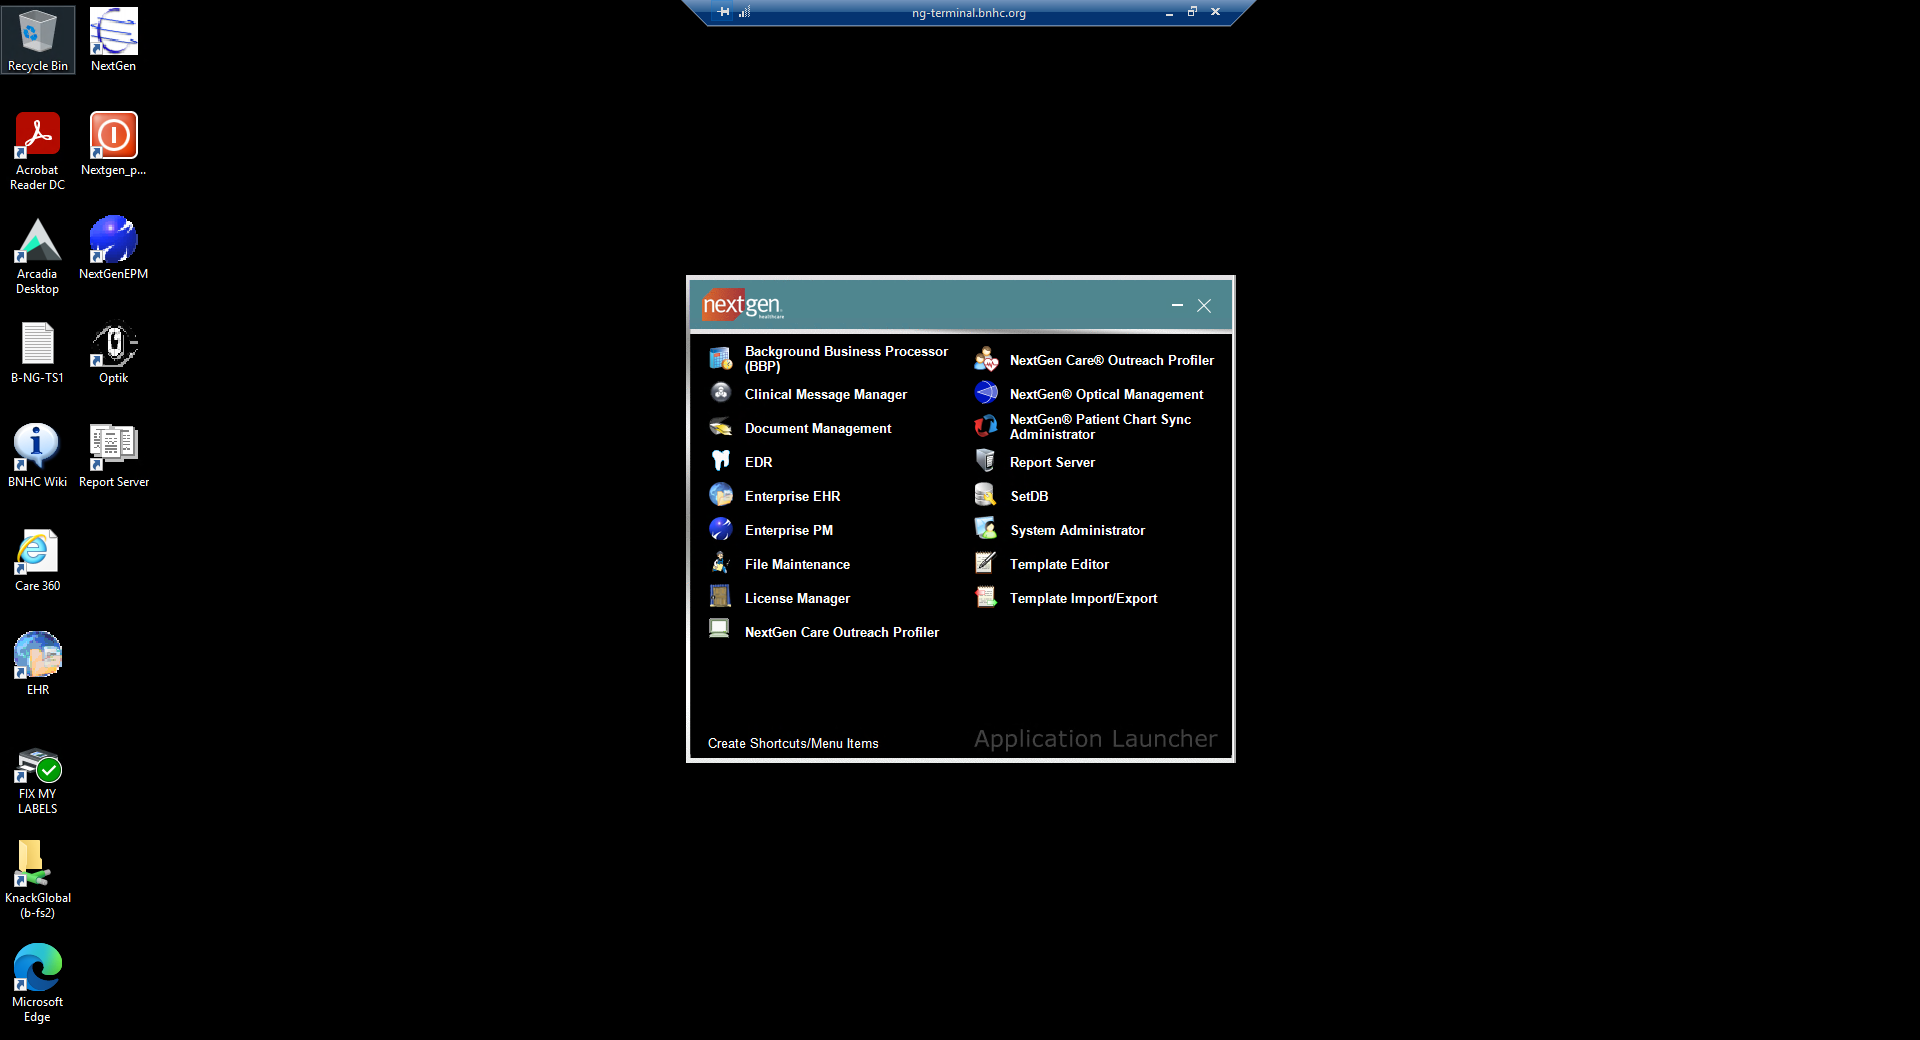 ng-terminal.bnhc.org
Recycle Bin
NextGen
Acrobat
Reader DC
Nextgen_p...
Arcadia
Desktop
NextGenEPM
B-NG-TS1
Optik
BNHC Wiki
Report Server
Care 360
EHR
FIX MY
LABELS
KnackGlobal
(b-fs2)
Microsoft
Edge
nextgen
healthcare
Background Business Processor
(BBP)
Clinical Message Manager
Document Management
EDR
Enterprise EHR
Enterprise PM
File Maintenance
License Manager
NextGen Care Outreach Profiler
NextGen Care® Outreach Profiler
NextGen® Optical Management
NextGen® Patient Chart Sync
Administrator
Report Server
SetDB
System Administrator
Template Editor
Template Import/Export
Create Shortcuts/Menu Items
Application Launcher